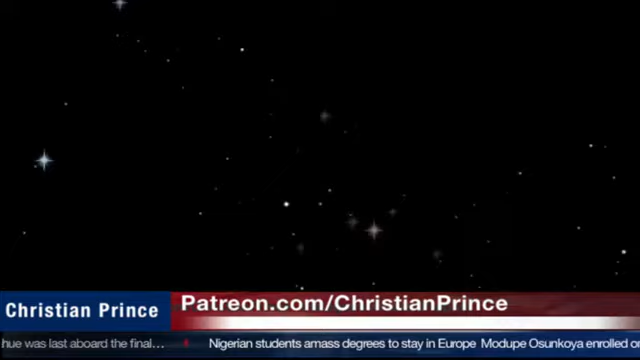 Christian Prince
Patreon.com/ChristianPrince
hue was last aboard the final… Nigerian students amass degrees to stay in Europe Modupe Osunkoya enrolled